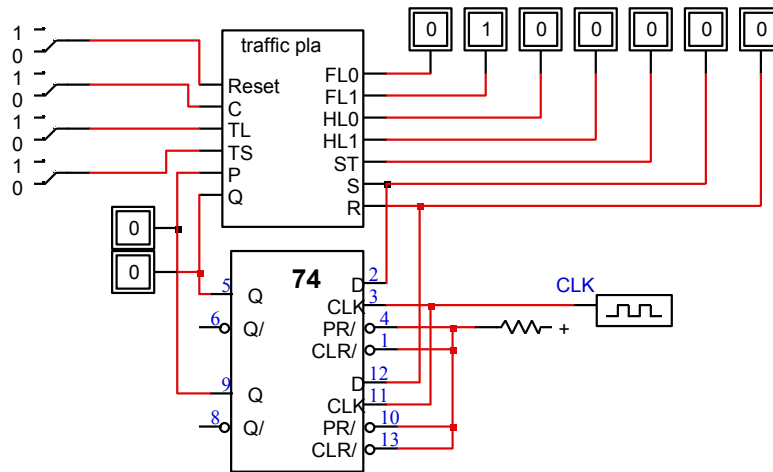 0 1 0 0 0 0 0
1
0
1
0
1
0
1
0
traffic pla
Reset
C
TL
TS
P
Q
FL0
FL1
HL0
HL1
ST
S
R
0
0
74
5 Q
6 Q/
9 Q
8 Q/
D 2
CLK 3
PR/ 4
CLR/ 1
D 12
CLK 11
PR/ 10
CLR/ 13
CLK
+